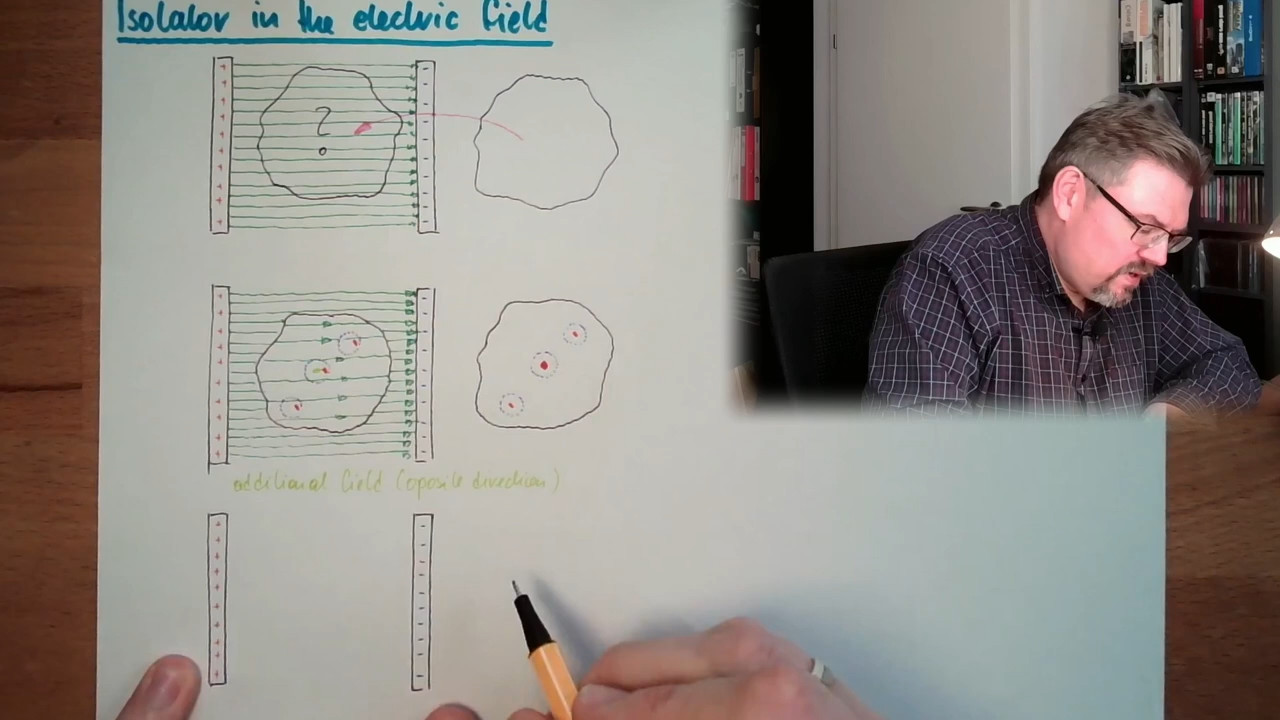 Isolator in the electric field
?
additional field (oposite direction)